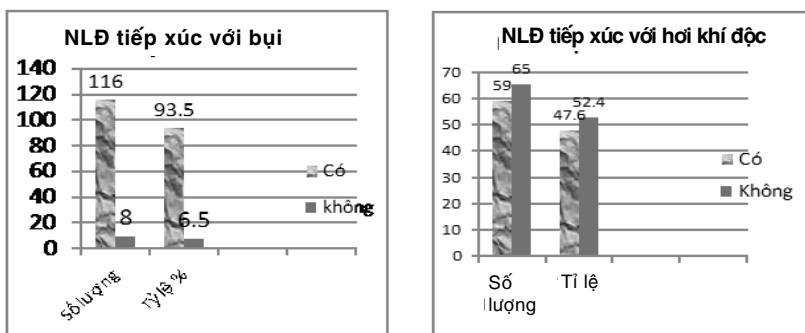 NLĐ tiếp xúc với bụi
140
120
100
80
60
40
20
0
116
93.5
8
6.5
Có
không
Số lượng
Tỷ lệ %
NLĐ tiếp xúc với hơi khí độc
70
60
50
40
30
20
10
0
59
65
47.6
52.4
Có
Không
Số
lượng
Tỉ lệ